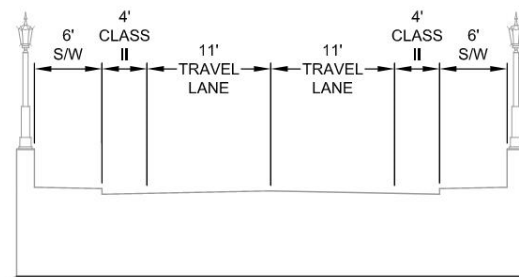 6'
S/W
4'
CLASS
II
11'
TRAVEL
LANE
11'
TRAVEL
LANE
4'
CLASS
II
6'
S/W